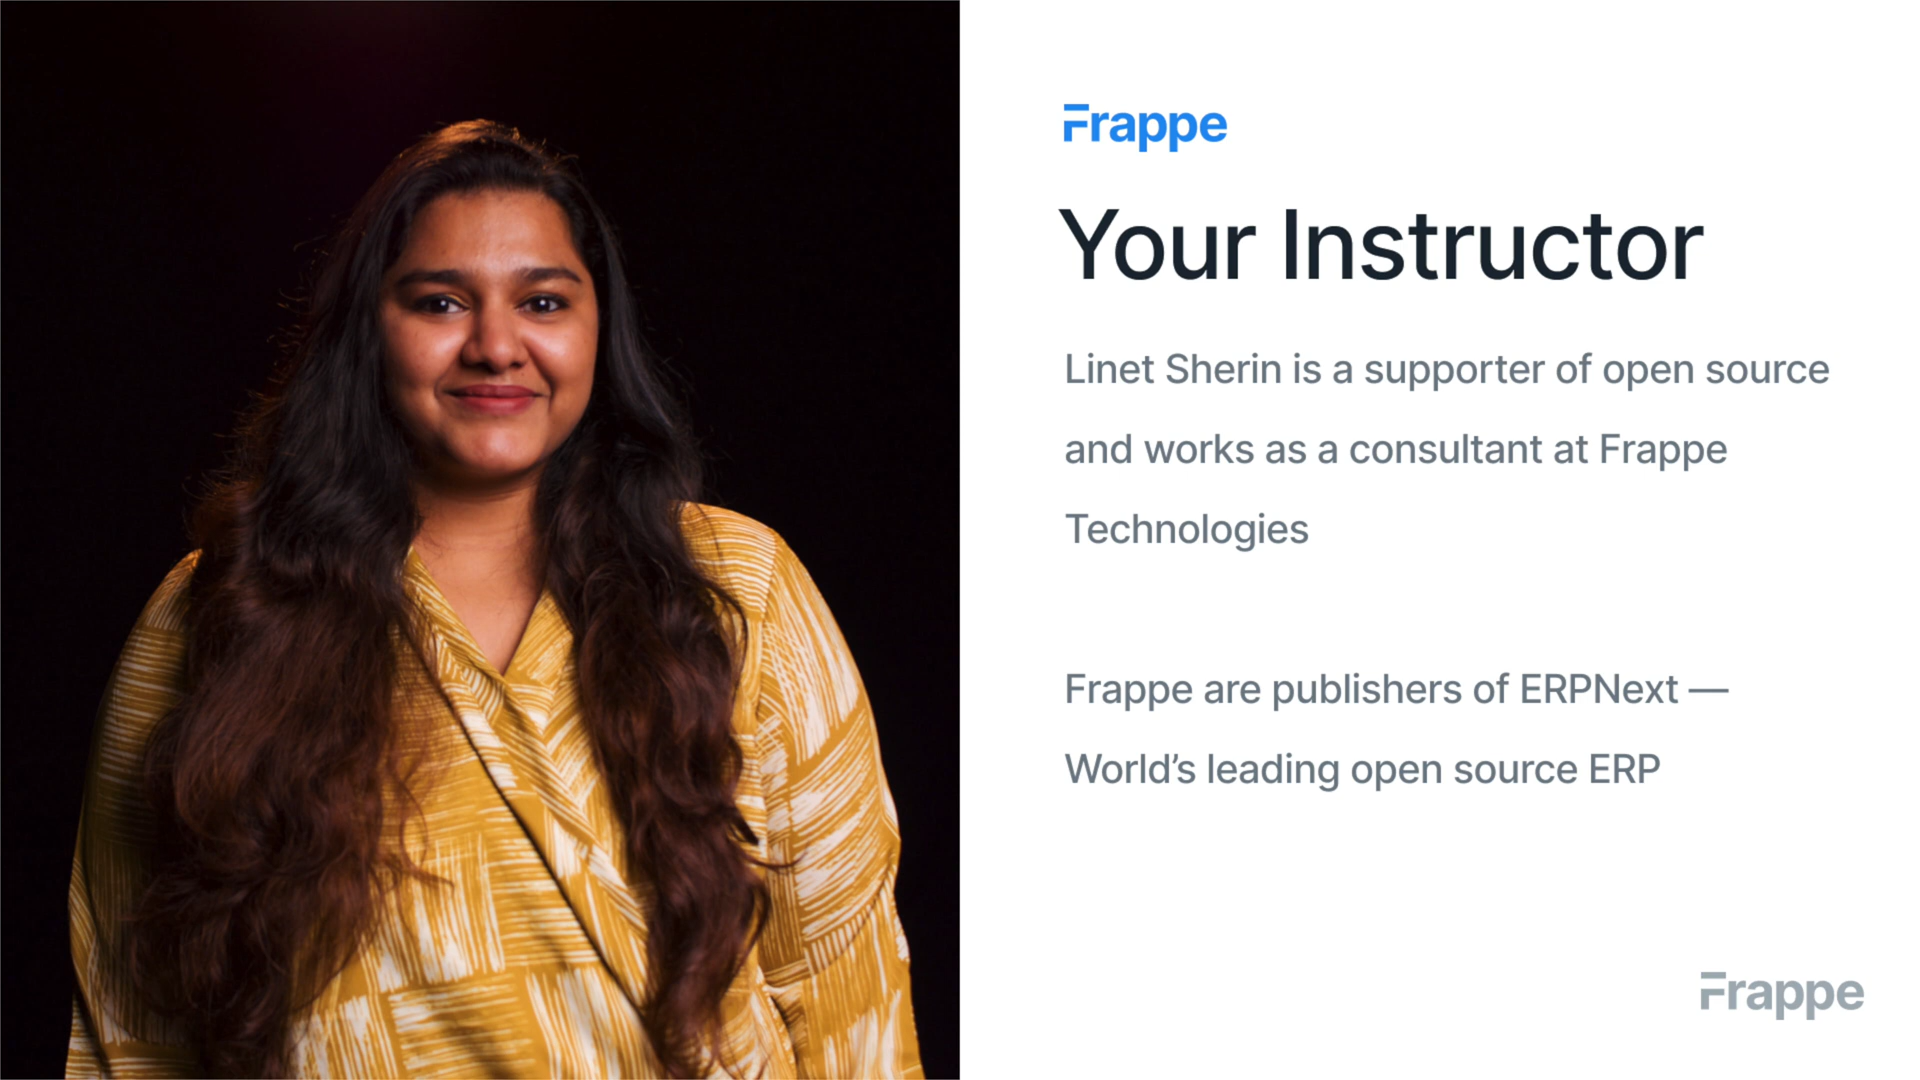 Frappe
Your Instructor
Linet Sherin is a supporter of open source
and works as a consultant at Frappe
Technologies
Frappe are publishers of ERPNext —
World’s leading open source ERP
Frappe